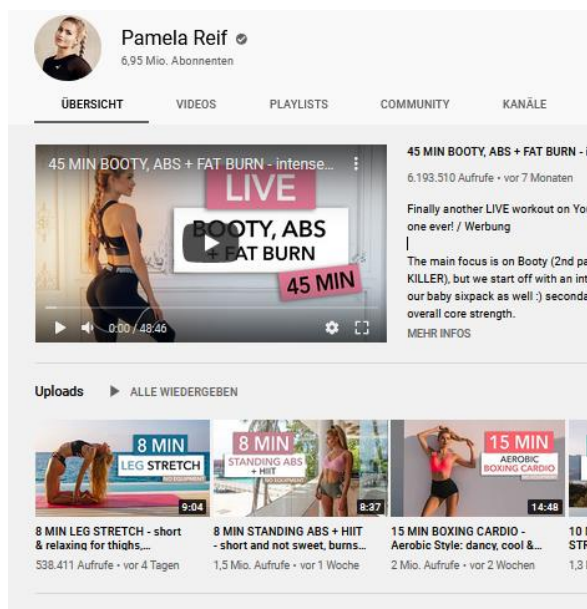 Pamela Reif
6,95 Mio. Abonnenten
ÜBERSICHT VIDEOS PLAYLISTS COMMUNITY KANÄLE
45 MIN BOOTY, ABS + FAT BURN - intense...
LIVE
BOOTY, ABS
+ FAT BURN
45 MIN
0:00 / 48:46
45 MIN BOOTY, ABS + FAT BURN -
6.193.510 Aufrufe • vor 7 Monaten
Finally another LIVE workout on
one ever! / Werbung
The main focus is on Booty (2nd
KILLER), but we start off with an
our baby sixpack as well :)
overall core strength.
MEHR INFOS
Uploads ALLE WIEDERGEBEN
8 MIN
LEG STRETCH
NO EQUIPMENT
9:04
8 MIN LEG STRETCH - short
& relaxing for thighs,...
538.411 Aufrufe • vor 4 Tagen
8 MIN
STANDING ABS
+ HIIT
NO EQUIPMENT
8:37
8 MIN STANDING ABS + HIIT
- short and not sweet, burns...
1,5 Mio. Aufrufe • vor 1 Woche
15 MIN
AEROBIC
BOXING CARDIO
14:48
15 MIN BOXING CARDIO -
Aerobic Style: dancy, cool &...
2 Mio. Aufrufe • vor 2 Wochen
10
1,3